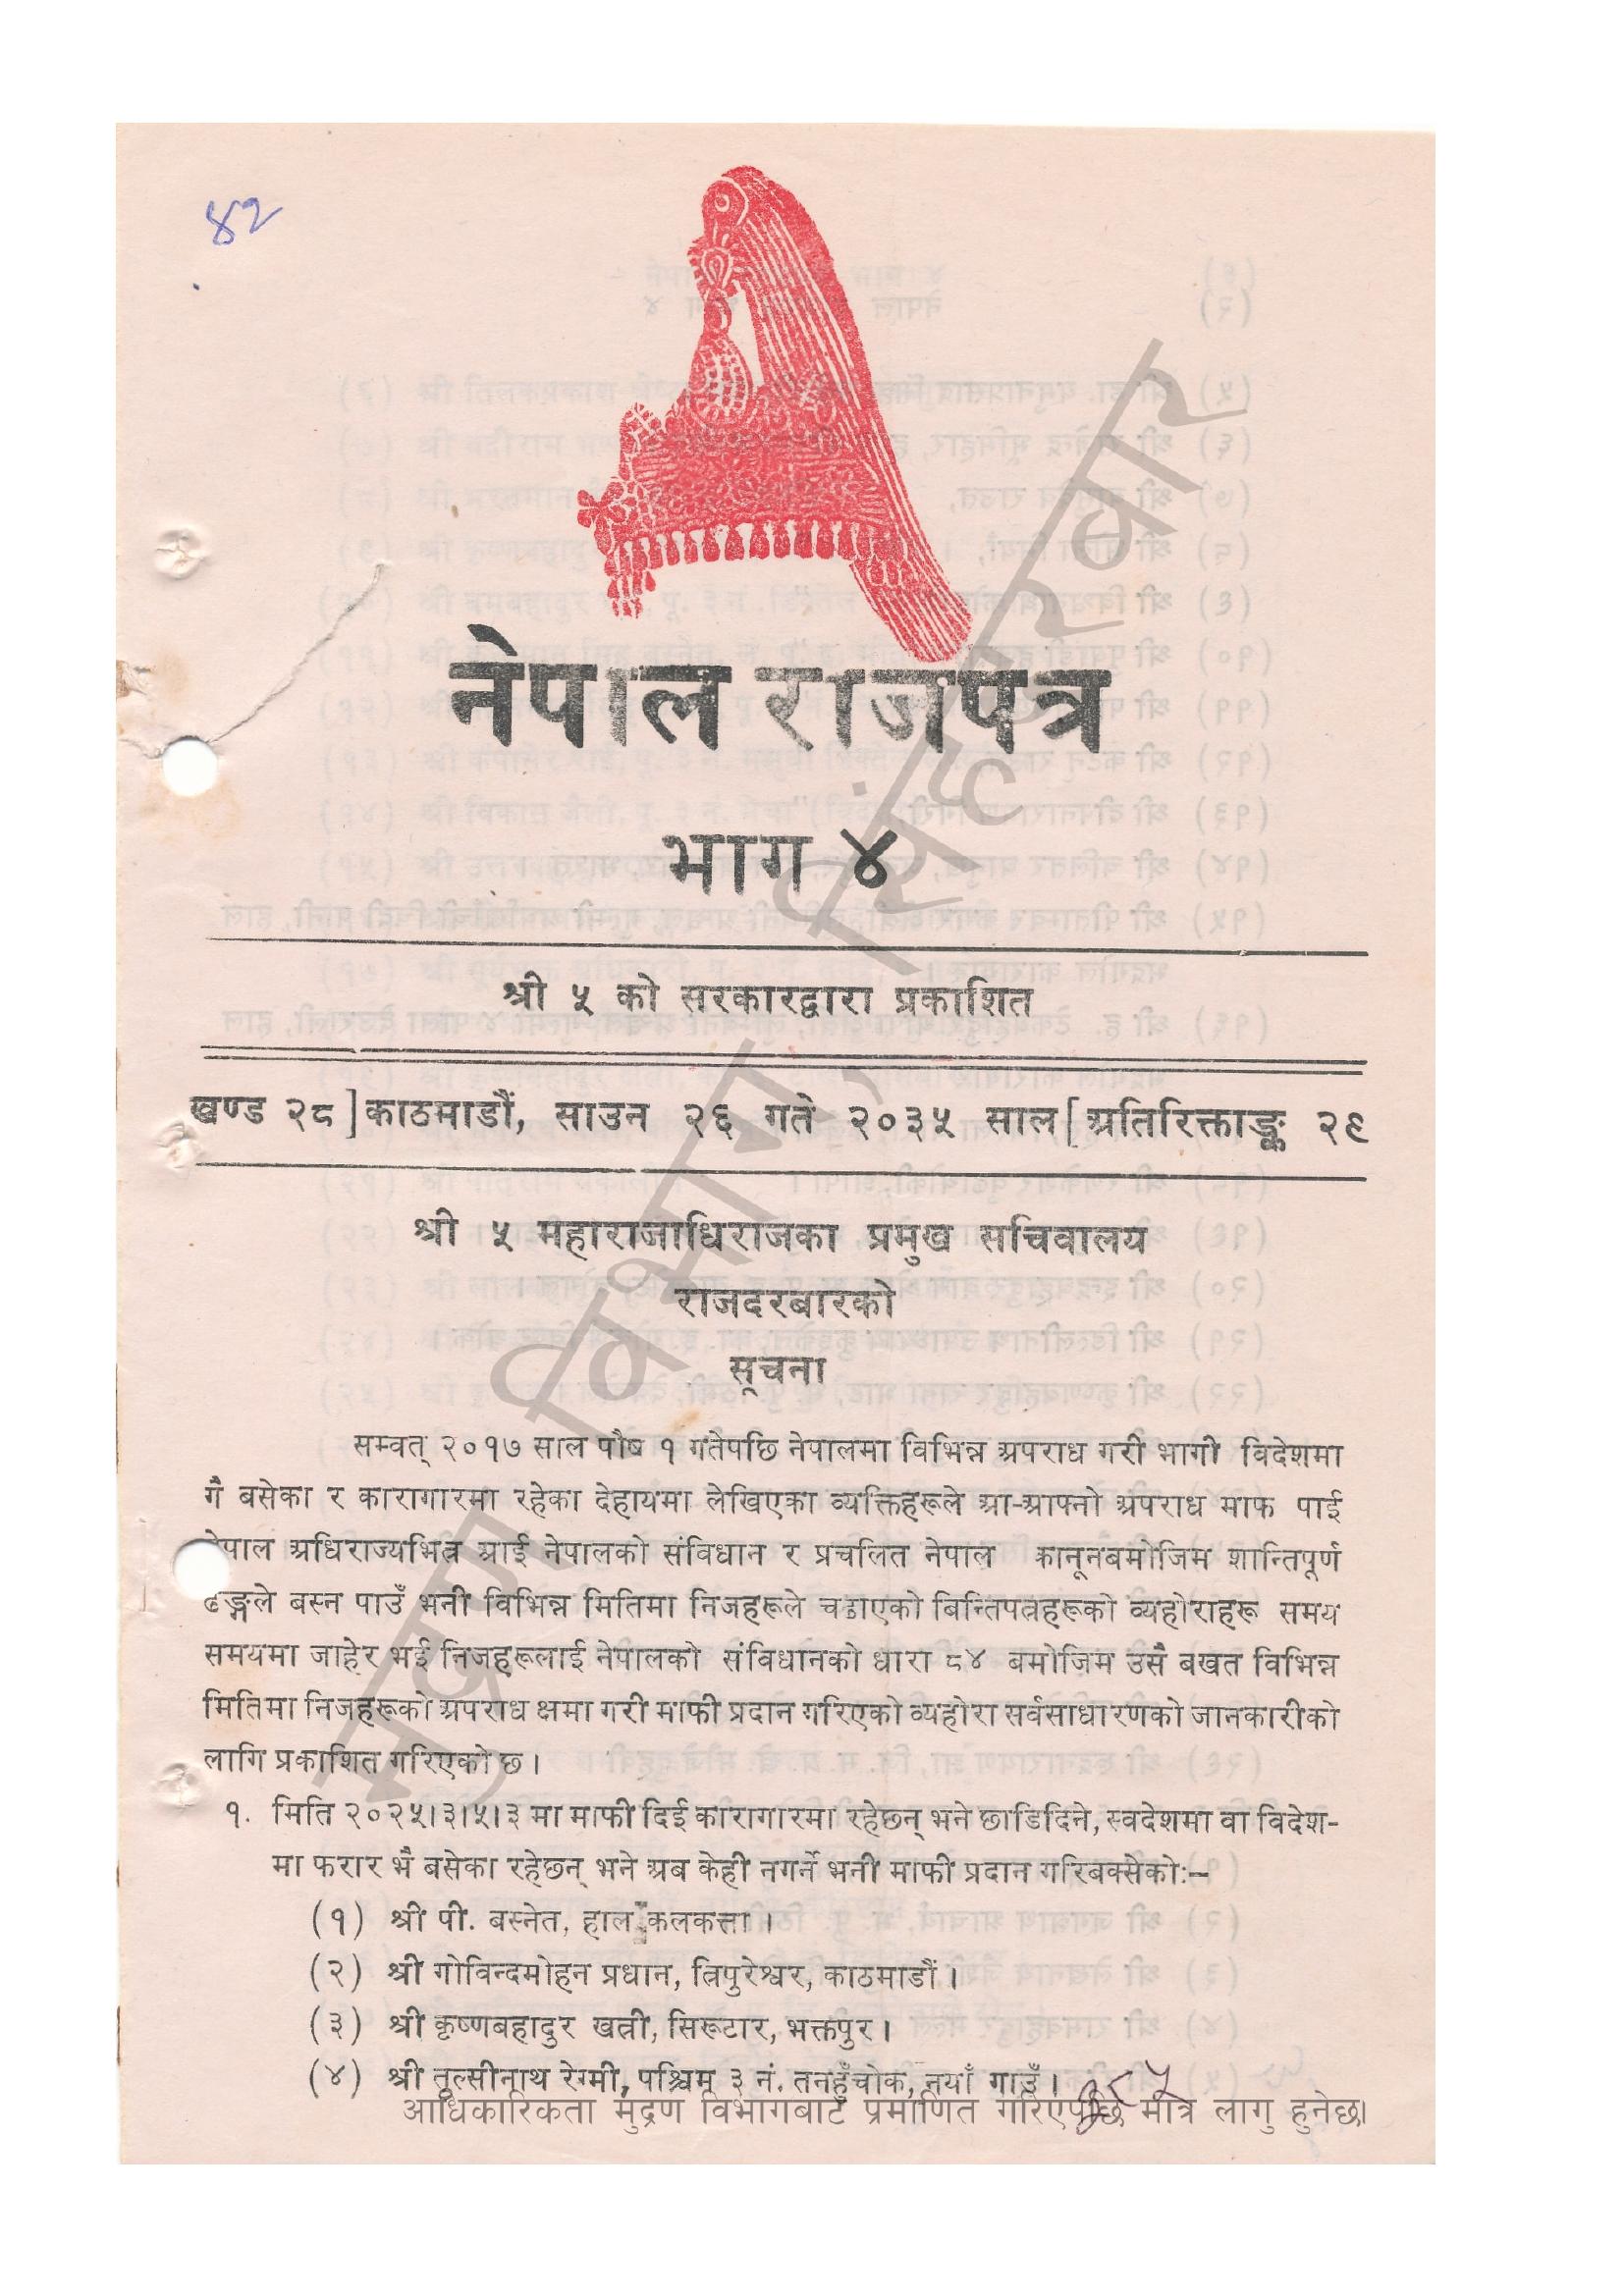 ४२
नेपाल राजपत्र
भाग ४
श्री ५ को सरकारद्वारा प्रकाशित
खण्ड २८] काठमाडौं, साउन २६ गते २०३५ साल [अतिरिक्ताङ्क २९
श्री ५ महाराजाधिराजका प्रमुख सचिवालय
राजदरबारको
सूचना
सम्वत् २०१७ साल पौष १ गतेपछि नेपालमा विभिन्न अपराध गरी भागी विदेशमा
गै बसेका र कारागारमा रहेका देहायमा लेखिएका व्यक्तिहरूले आ-आफ्नो अपराध माफ पाई
नेपाल अधिराज्यभित्र आई नेपालको संविधान र प्रचलित नेपाल कानूनबमोजिम शान्तिपूर्ण
ढङ्गले बस्न पाउँ भनी विभिन्न मितिमा निजहरूले चढाएको बिन्तिपत्रहरूको व्यहोराहरू समय
समयमा जाहेर भई निजहरूलाई नेपालको संविधानको धारा ८४ बमोजिम उसै बखत विभिन्न
मितिमा निजहरूको अपराध क्षमा गरी माफी प्रदान गरिएको व्यहोरा सर्वसाधारणको जानकारीको
लागि प्रकाशित गरिएको छ ।
१. मिति २०२५।३।५।३ मा माफी दिई कारागारमा रहेछन् भने छाडिदिने, स्वदेशमा वा विदेश-
मा फरार भै बसेका रहेछन् भने अब केही नगर्ने भनी माफी प्रदान गरिबक्सेकोः–
(१) श्री पी. बस्नेत, हाल कलकत्ता ।
(२) श्री गोविन्दमोहन प्रधान, त्रिपुरेश्वर, काठमाडौं ।
(३) श्री कृष्णबहादुर खत्री, सिरूटार, भक्तपुर ।
(४) श्री तुल्सीनाथ रेग्मी, पश्चिम ३ नं. तनहुँचोक, नयाँ गाउँ ।
आधिकारिकता मुद्रण विभागबाट प्रमाणित गरिएपछि मात्र लागु हुनेछ।
मुद्रण विभाग, सिंहदरबार